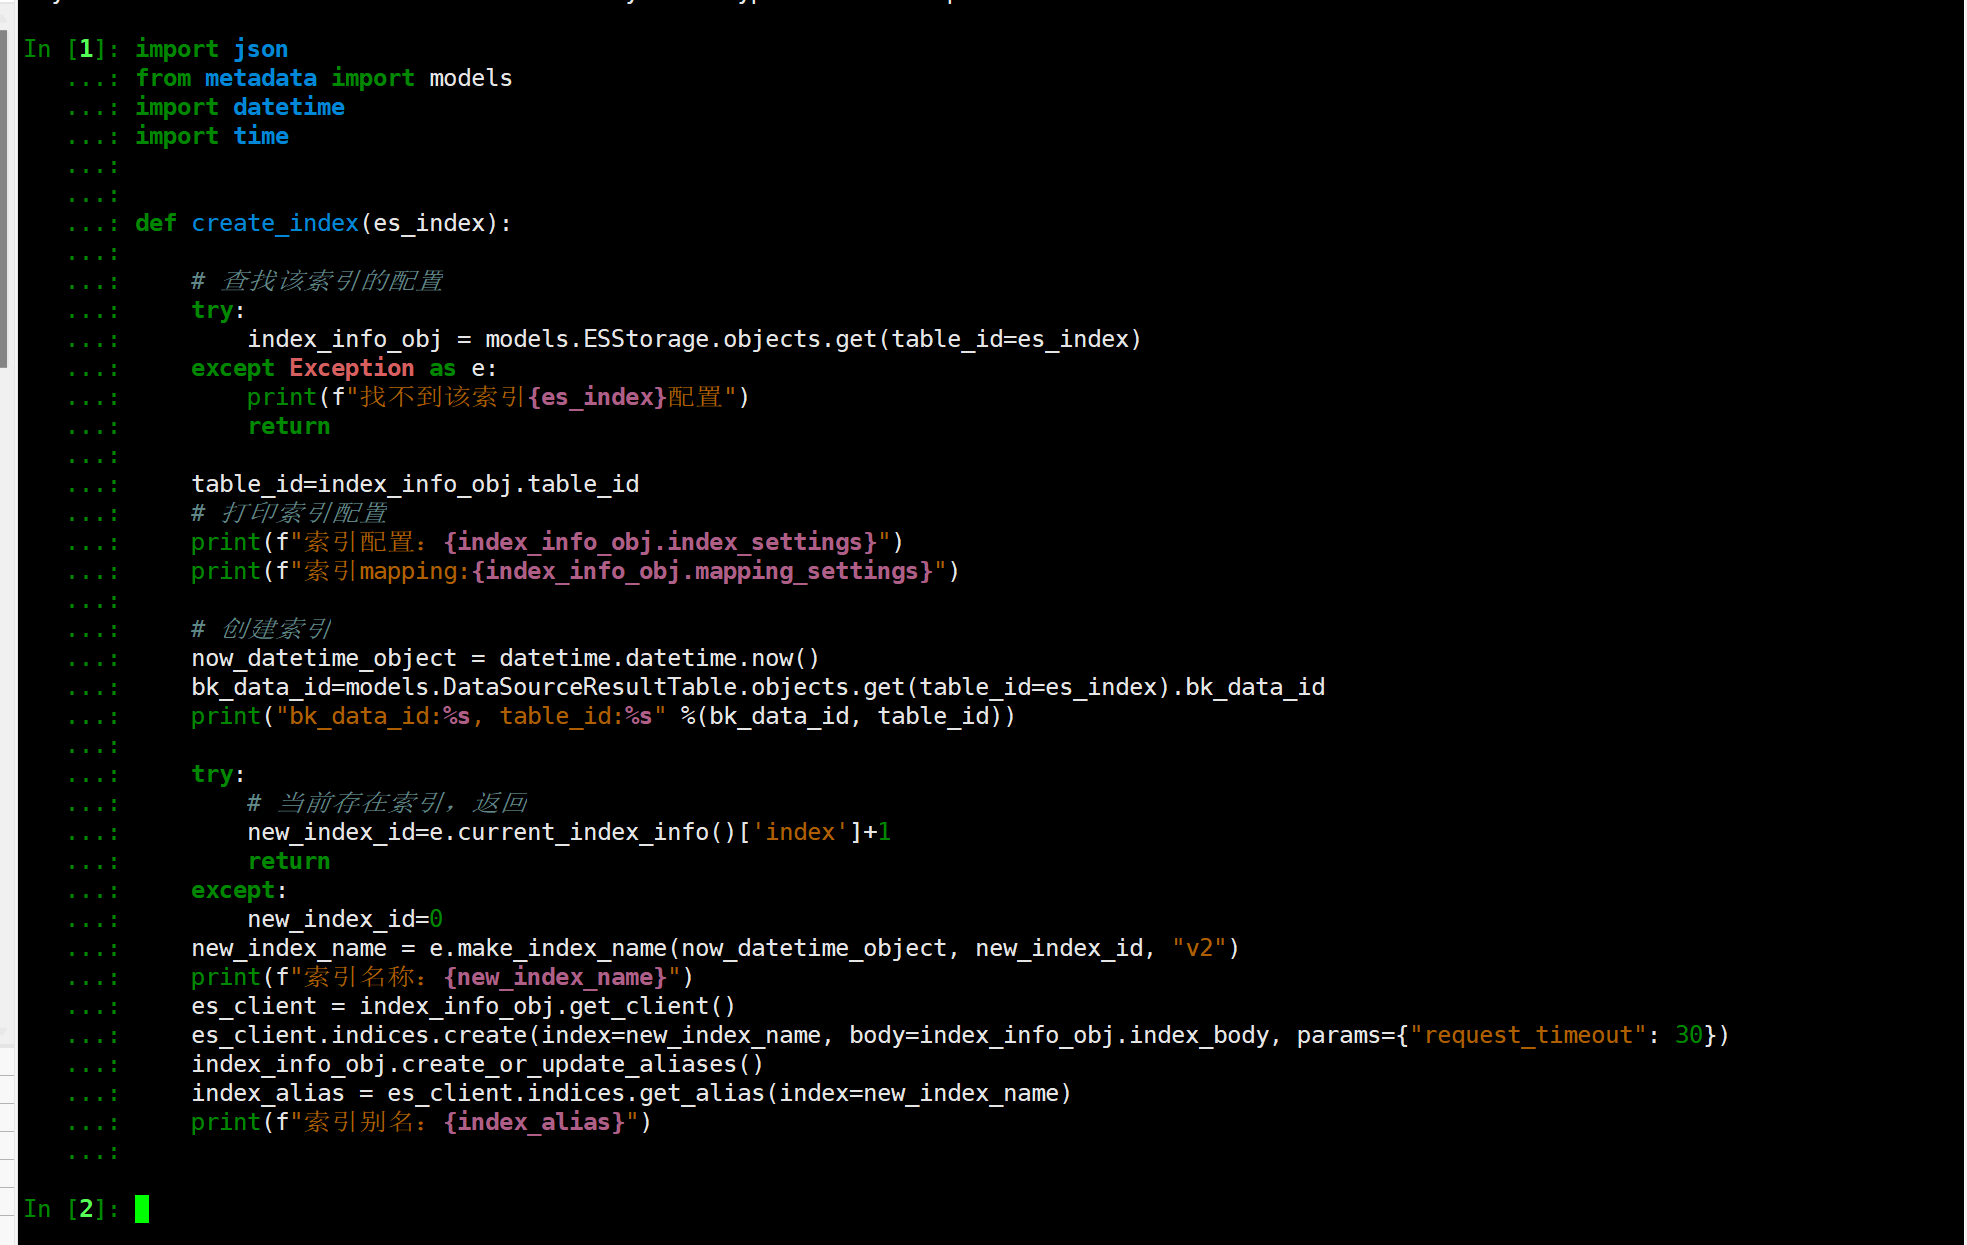 In [1]: import json
   ...: from metadata import models
   ...: import datetime
   ...: import time
   ...:
   ...:
   ...: def create_index(es_index):
   ...:
   ...:     # 查找该索引的配置
   ...:     try:
   ...:         index_info_obj = models.ESStorage.objects.get(table_id=es_index)
   ...:     except Exception as e:
   ...:         print(f"找不到该索引{es_index}配置")
   ...:         return
   ...:
   ...:     table_id=index_info_obj.table_id
   ...:     # 打印索引配置
   ...:     print(f"索引配置：{index_info_obj.index_settings}")
   ...:     print(f"索引mapping:{index_info_obj.mapping_settings}")
   ...:
   ...:     # 创建索引
   ...:     now_datetime_object = datetime.datetime.now()
   ...:     bk_data_id=models.DataSourceResultTable.objects.get(table_id=es_index).bk_data_id
   ...:     print("bk_data_id:%s, table_id:%s" %(bk_data_id, table_id))
   ...:
   ...:     try:
   ...:         # 当前存在索引，返回
   ...:         new_index_id=e.current_index_info()['index']+1
   ...:         return
   ...:     except:
   ...:         new_index_id=0
   ...:     new_index_name = e.make_index_name(now_datetime_object, new_index_id, "v2")
   ...:     print(f"索引名称：{new_index_name}")
   ...:     es_client = index_info_obj.get_client()
   ...:     es_client.indices.create(index=new_index_name, body=index_info_obj.index_body, params={"request_timeout": 30})
   ...:     index_info_obj.create_or_update_aliases()
   ...:     index_alias = es_client.indices.get_alias(index=new_index_name)
   ...:     print(f"索引别名：{index_alias}")
   ...:
In [2]: